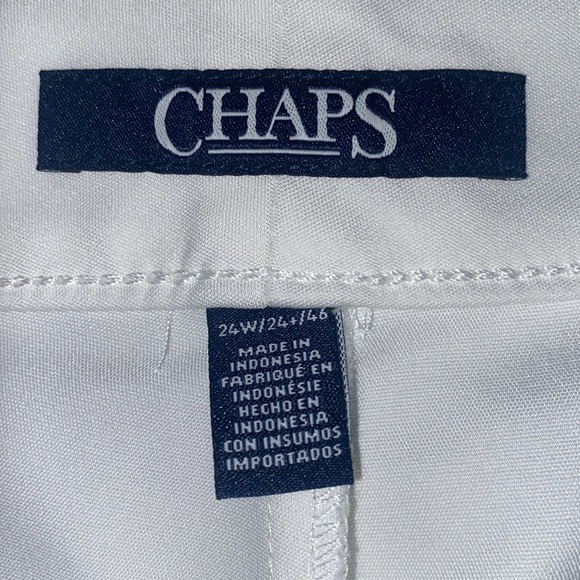 CHAPS
24W/24+/46
MADE IN
INDONESIA
FABRIQUÉ EN
INDONÉSIE
HECHO EN
INDONESIA
CON INSUMOS
IMPORTADOS